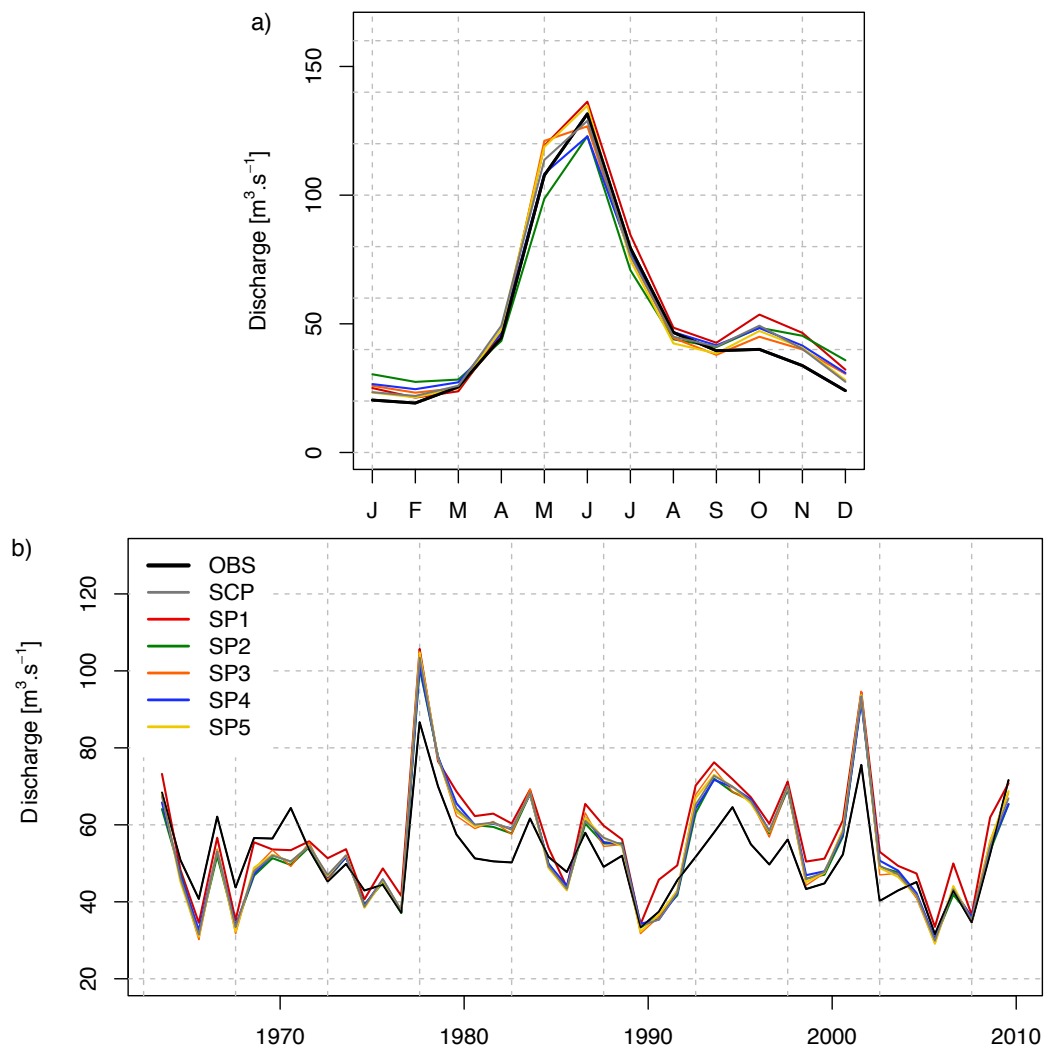 a)
Discharge [m³.s⁻¹]
150
100
50
0
J F M A M J J A S O N D
b)
Discharge [m³.s⁻¹]
120
100
80
60
40
20
OBS
SCP
SP1
SP2
SP3
SP4
SP5
1970 1980 1990 2000 2010